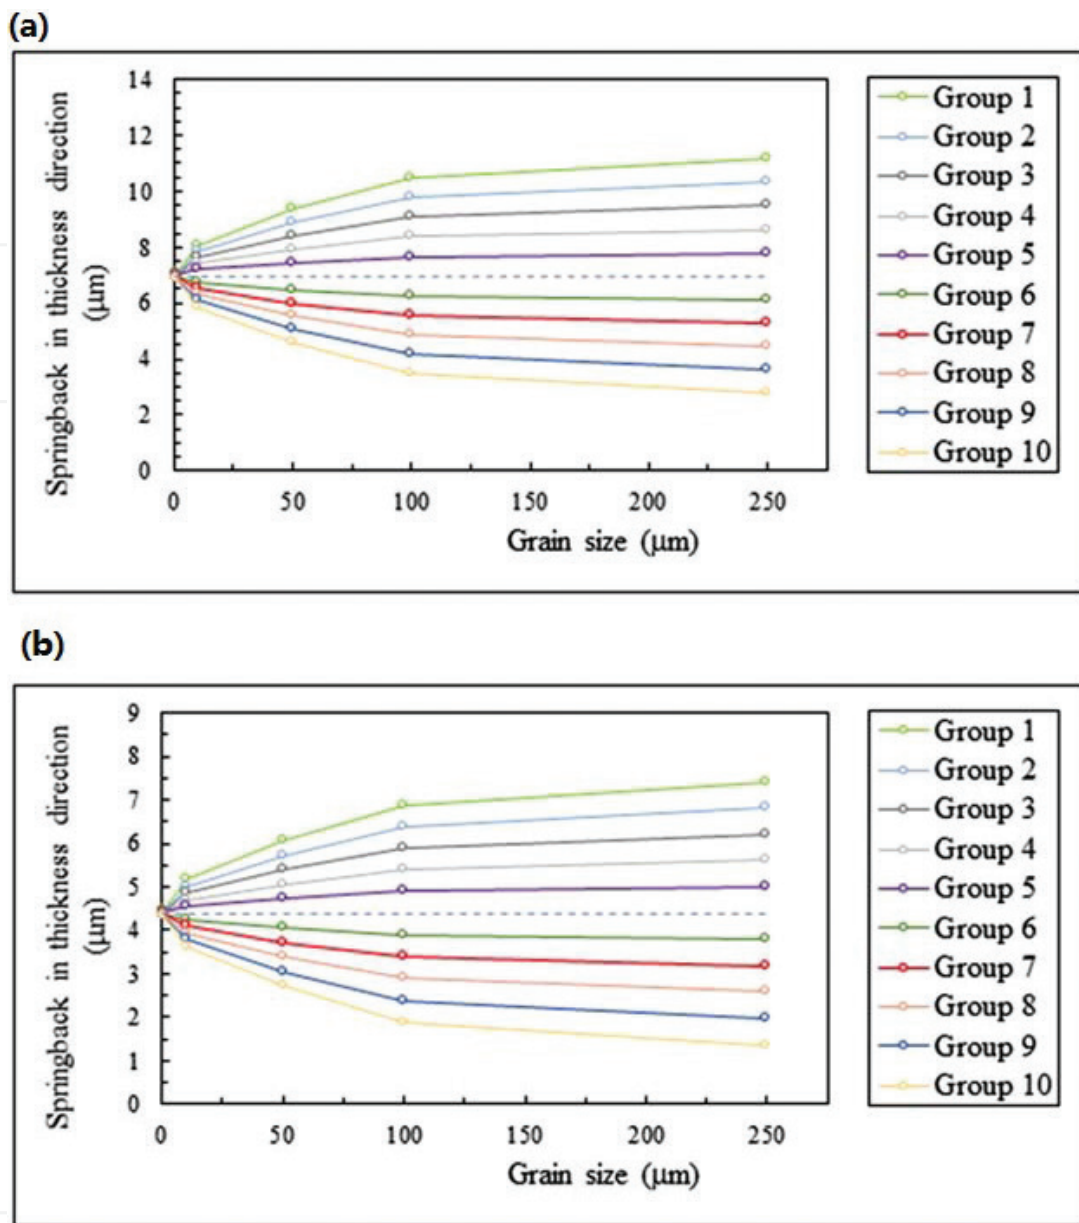 (a)
Springback in thickness direction
(μm)
14
12
10
8
6
4
2
0
0 50 100 150 200 250
Grain size (μm)
Group 1
Group 2
Group 3
Group 4
Group 5
Group 6
Group 7
Group 8
Group 9
Group 10
(b)
Springback in thickness direction
(μm)
9
8
7
6
5
4
3
2
1
0
0 50 100 150 200 250
Grain size (μm)
Group 1
Group 2
Group 3
Group 4
Group 5
Group 6
Group 7
Group 8
Group 9
Group 10